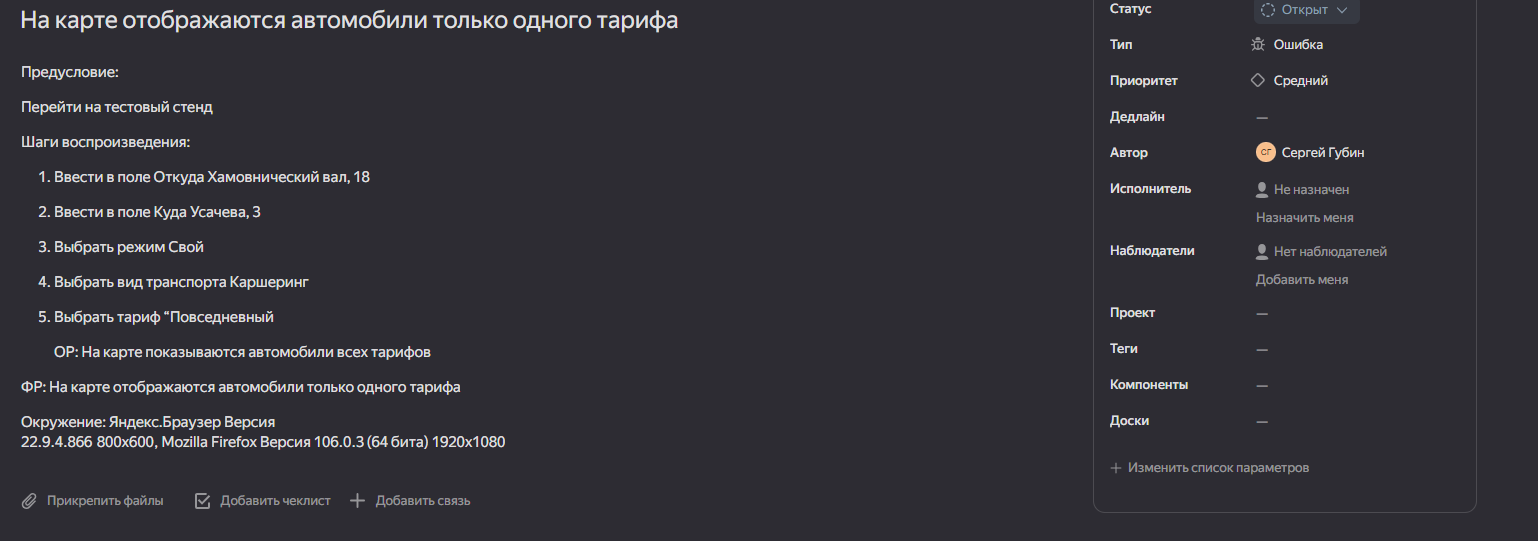 На карте отображаются автомобили только одного тарифа
Предусловие:
Перейти на тестовый стенд
Шаги воспроизведения:
1. Ввести в поле Откуда Хамовнический вал, 18
2. Ввести в поле Куда Усачева, 3
3. Выбрать режим Свой
4. Выбрать вид транспорта Каршеринг
5. Выбрать тариф “Повседневный
ОР: На карте показываются автомобили всех тарифов
ФР: На карте отображаются автомобили только одного тарифа
Окружение: Яндекс.Браузер Версия
22.9.4.866 800x600, Mozilla Firefox Версия 106.0.3 (64 бита) 1920x1080
Прикрепить файлы Добавить чеклист Добавить связь
Статус Открыт
Тип Ошибка
Приоритет Средний
Дедлайн —
Автор СГ Сергей Губин
Исполнитель Не назначен
Назначить меня
Наблюдатели Нет наблюдателей
Добавить меня
Проект —
Теги —
Компоненты —
Доски —
+ Изменить список параметров